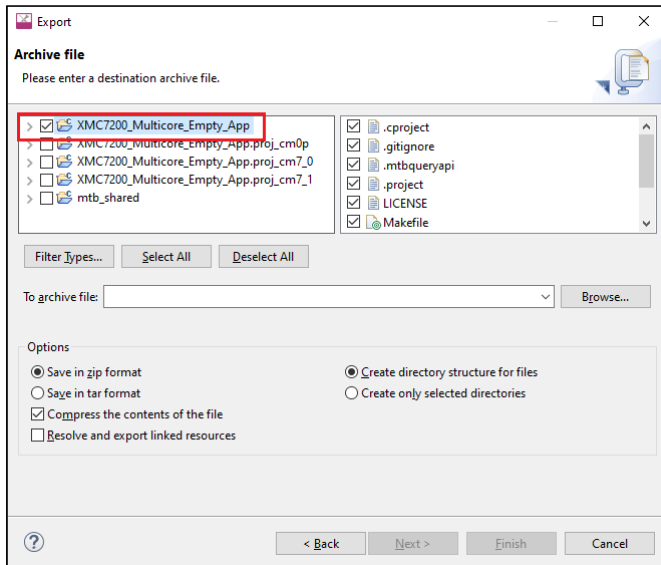 Export
Archive file
Please enter a destination archive file.
XMC7200_Multicore_Empty_App
XMC7200_Multicore_Empty_App.proj_cm0p
XMC7200_Multicore_Empty_App.proj_cm7_0
XMC7200_Multicore_Empty_App.proj_cm7_1
mtb_shared
.cproject
.gitignore
.mtbqueryapi
.project
LICENSE
Makefile
Filter Types... Select All Deselect All
To archive file: Browse...
Options
Save in zip format Create directory structure for files
Save in tar format Create only selected directories
Compress the contents of the file
Resolve and export linked resources
? < Back Next > Finish Cancel